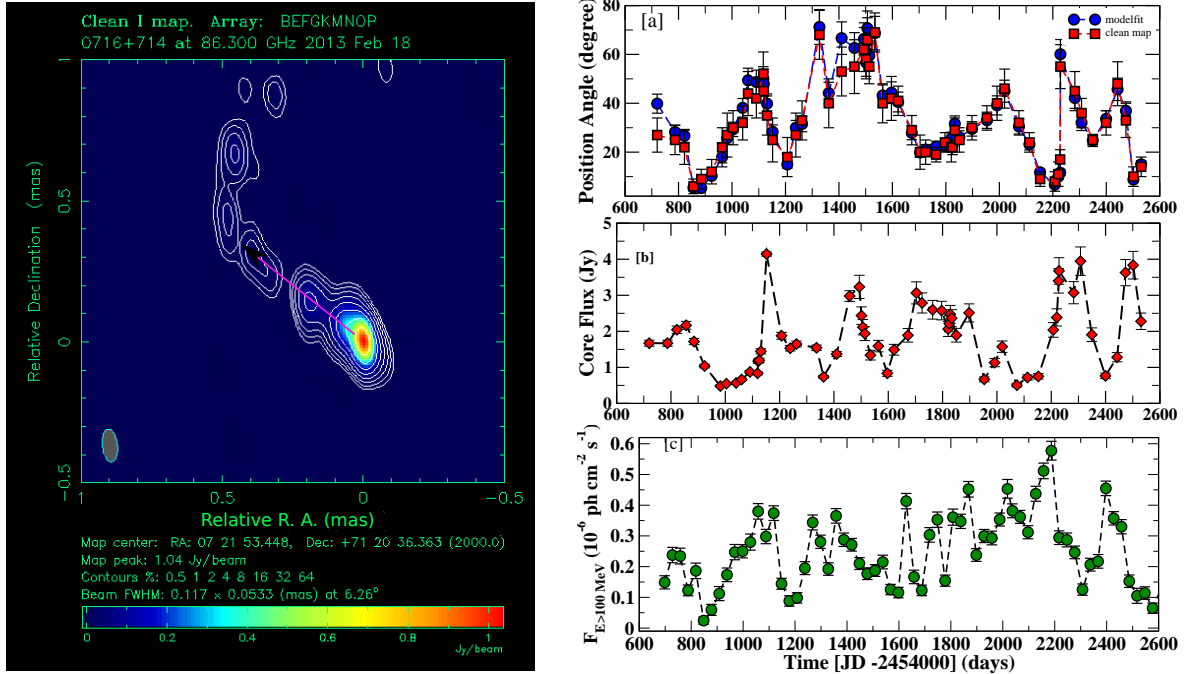 Clean I map. Array: BEFGKMNOP
0716+714 at 86.300 GHz 2013 Feb 18
Relative Declination (mas)
1
0.5
0
−0.5
1
0.5
0
−0.5
Relative R. A. (mas)
Map center: RA: 07 21 53.448, Dec: +71 20 36.363 (2000.0)
Map peak: 1.04 Jy/beam
Contours %: 0.5 1 2 4 8 16 32 64
Beam FWHM: 0.117 x 0.0533 (mas) at 6.26°
0
0.2
0.4
0.6
0.8
1
Jy/beam
[a]
modelfit
clean map
Position Angle (degree)
80
60
40
20
600 800 1000 1200 1400 1600 1800 2000 2200 2400 2600
[b]
Core Flux (Jy)
5
4
3
2
1
0
600 800 1000 1200 1400 1600 1800 2000 2200 2400 2600
[c]
F E>100 MeV (10⁻⁶ ph cm⁻² s⁻¹)
0.6
0.5
0.4
0.3
0.2
0.1
0
600 800 1000 1200 1400 1600 1800 2000 2200 2400 2600
Time [JD -2454000] (days)